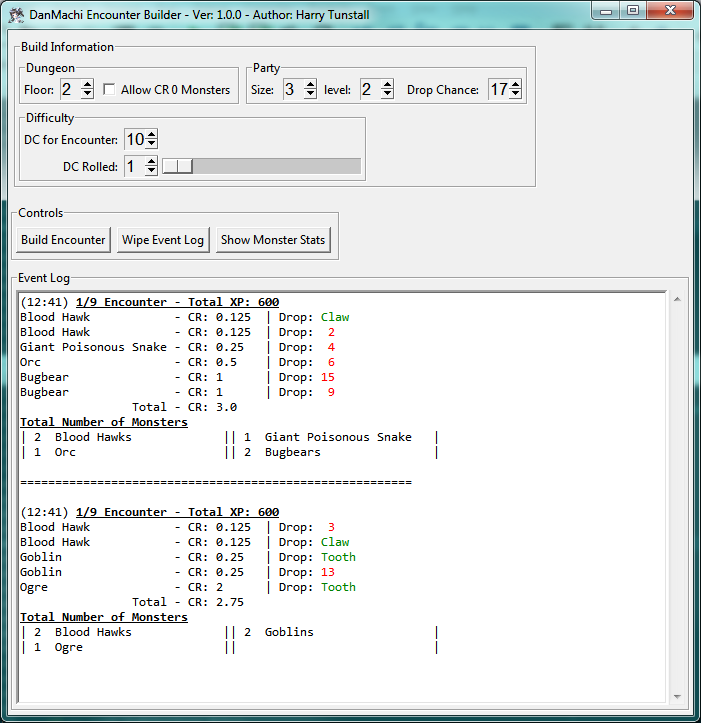 DanMachi Encounter Builder - Ver: 1.0.0 - Author: Harry Tunstall
Build Information
Dungeon
Floor: 2 Allow CR 0 Monsters
Party
Size: 3 level: 2 Drop Chance: 17
Difficulty
DC for Encounter: 10
DC Rolled: 1
Controls
Build Encounter Wipe Event Log Show Monster Stats
Event Log
(12:41) 1/9 Encounter - Total XP: 600
Blood Hawk - CR: 0.125 | Drop: Claw
Blood Hawk - CR: 0.125 | Drop: 2
Giant Poisonous Snake - CR: 0.25 | Drop: 4
Orc - CR: 0.5 | Drop: 6
Bugbear - CR: 1 | Drop: 15
Bugbear - CR: 1 | Drop: 9
Total - CR: 3.0
Total Number of Monsters
| 2 Blood Hawks || 1 Giant Poisonous Snake |
| 1 Orc || 2 Bugbears |
========================================================
(12:41) 1/9 Encounter - Total XP: 600
Blood Hawk - CR: 0.125 | Drop: 3
Blood Hawk - CR: 0.125 | Drop: Claw
Goblin - CR: 0.25 | Drop: Tooth
Goblin - CR: 0.25 | Drop: 13
Ogre - CR: 2 | Drop: Tooth
Total - CR: 2.75
Total Number of Monsters
| 2 Blood Hawks || 2 Goblins |
| 1 Ogre || |